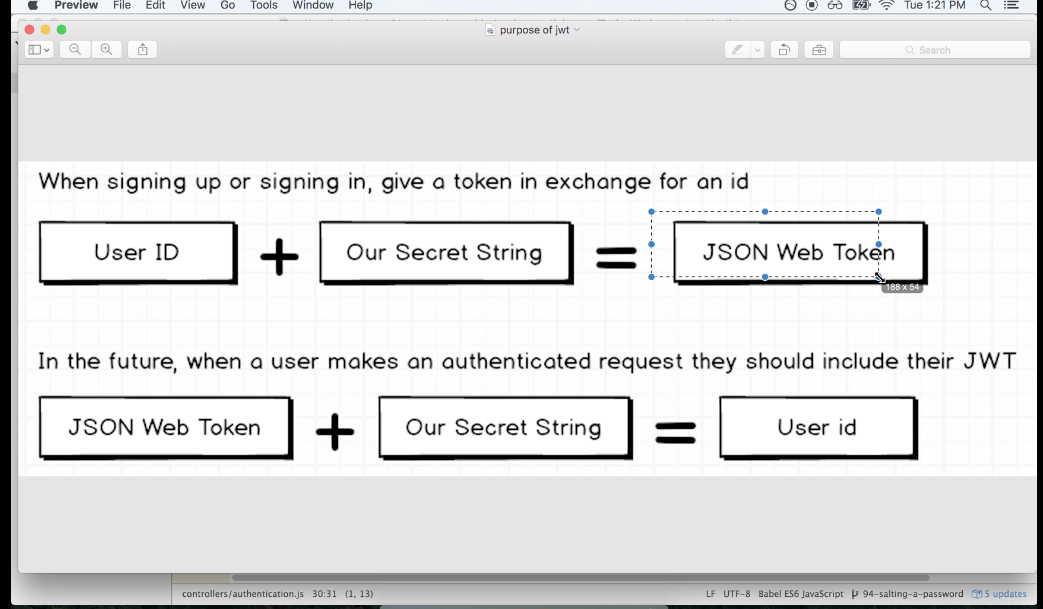 Preview File Edit View Go Tools Window Help Tue 1:21 PM
purpose of jwt
Search
When signing up or signing in, give a token in exchange for an id
User ID + Our Secret String = JSON Web Token
188 x 54
In the future, when a user makes an authenticated request they should include their JWT
JSON Web Token + Our Secret String = User id
controllers/authentication.js 30:31 (1, 13) LF UTF-8 Babel ES6 JavaScript 94-salting-a-password 5 updates